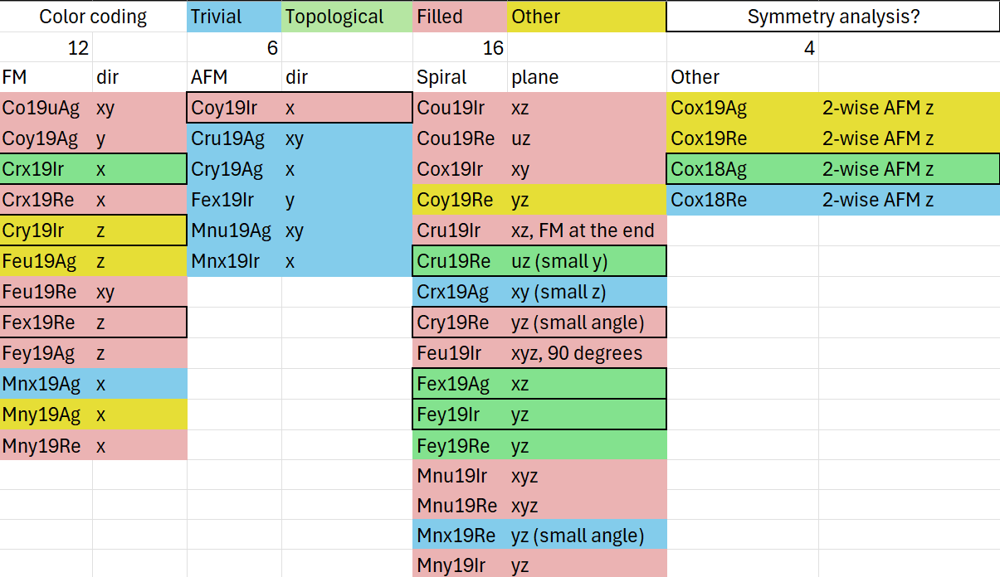 Color coding Trivial Topological Filled Other Symmetry analysis?
12 6 16 4
FM dir AFM dir Spiral plane Other
Co19uAg xy Coy19Ir x Cou19Ir xz Cox19Ag 2-wise AFM z
Coy19Ag y Cru19Ag xy Cou19Re uz Cox19Re 2-wise AFM z
Crx19Ir x Cry19Ag x Cox19Ir xy Cox18Ag 2-wise AFM z
Crx19Re x Fex19Ir y Coy19Re yz Cox18Re 2-wise AFM z
Cry19Ir z Mnu19Ag xy Cru19Ir xz, FM at the end
Feu19Ag z Mnx19Ir x Cru19Re uz (small y)
Feu19Re xy Crx19Ag xy (small z)
Fex19Re z Cry19Re yz (small angle)
Fey19Ag z Feu19Ir xyz, 90 degrees
Mnx19Ag x Fex19Ag xz
Mny19Ag x Fey19Ir yz
Mny19Re x Fey19Re yz
Mnu19Ir xyz
Mnu19Re xyz
Mnx19Re yz (small angle)
Mny19Ir yz